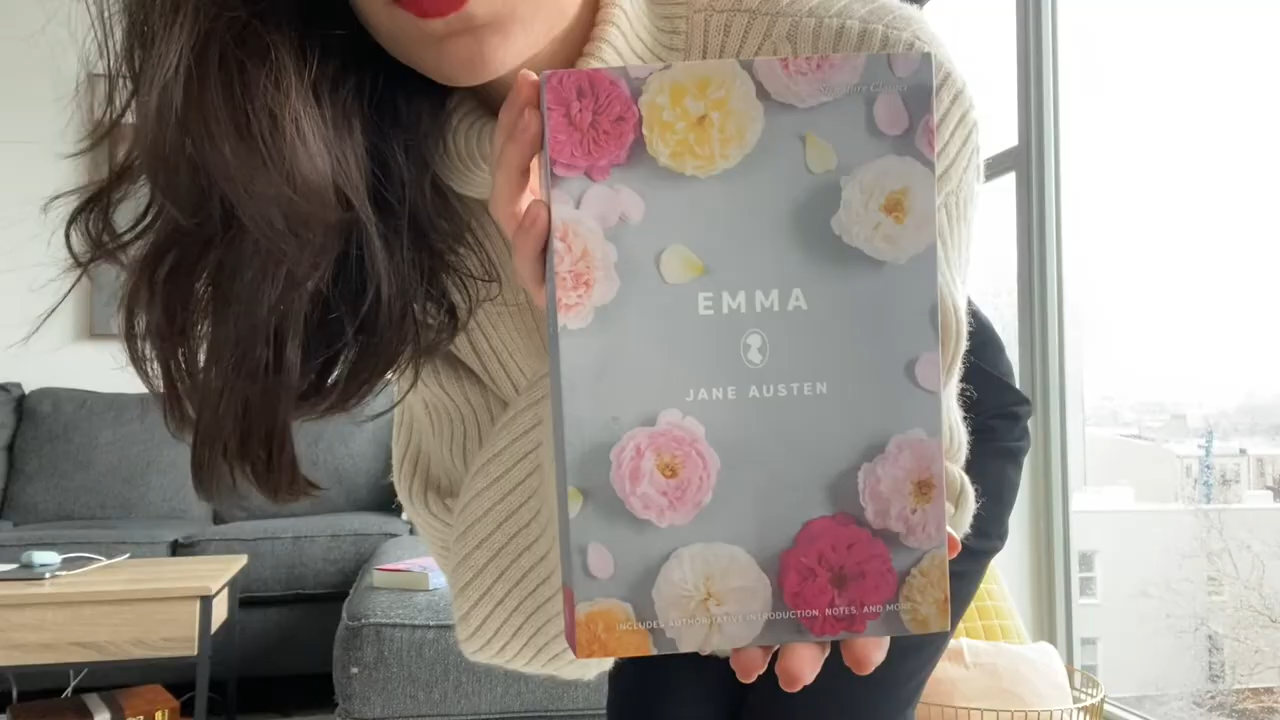 Signature Classics
EMMA
JANE AUSTEN
INCLUDES AUTHORITATIVE INTRODUCTION, NOTES, AND MORE